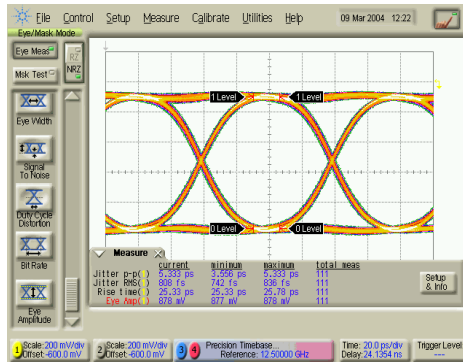 File Control Setup Measure Calibrate Utilities Help 09 Mar 2004 12:22
Eye/Mask Mode
Eye Meas
RZ
NRZ
Msk Test
Eye Width
Signal
To Noise
Duty Cycle
Distortion
Bit Rate
Eye
Amplitude
1 Level 1 Level
0 Level 0 Level
Measure
current minimum maximum total meas
Jitter p-p( ) 5.333 ps 3.556 ps 5.333 ps 111
Jitter RMS( ) 808 fs 742 fs 836 fs 111
Rise time( ) 25.33 ps 25.33 ps 25.78 ps 111
Eye Amp( ) 878 mV 877 mV 878 mV 111
Setup
& Info
1 Scale: 200 mV/div
Offset: -600.0 mV
2 Scale: 200 mV/div
Offset: -600.0 mV
3 4 Precision Timebase...
Reference: 12.50000 GHz
Time: 20.0 ps/div
Delay: 24.1354 ns
Trigger Level
---